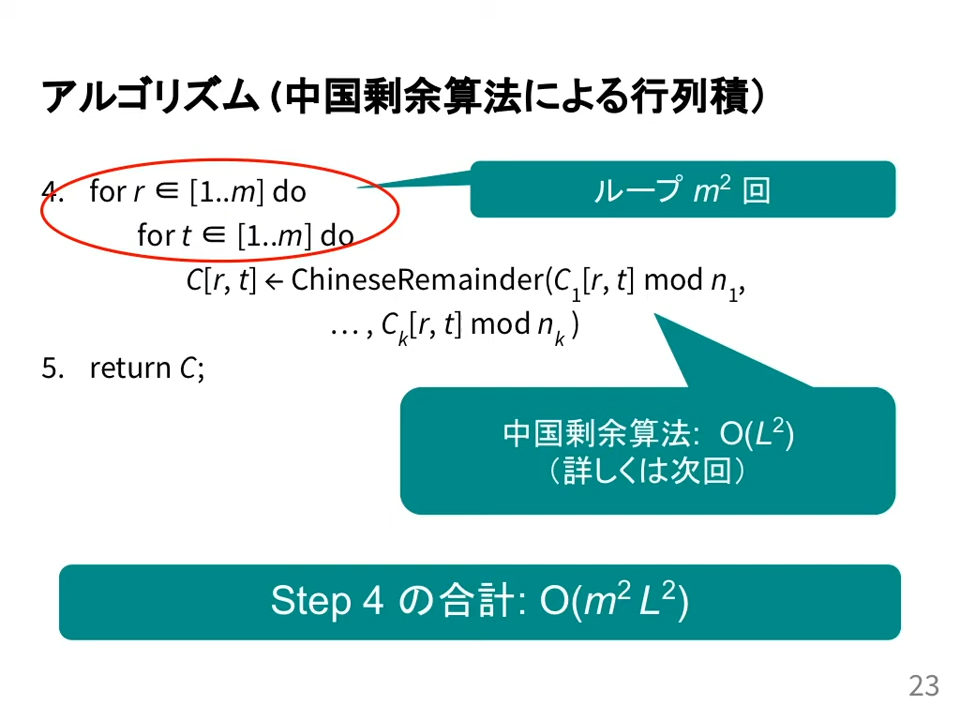 アルゴリズム (中国剰余算法による行列積)
4. for r ∈ [1..m] do
ループ m² 回
for t ∈ [1..m] do
C[r, t] ← ChineseRemainder(C₁[r, t] mod n₁,
… , Cₖ[r, t] mod nₖ )
5. return C;
中国剰余算法: O(L²)
(詳しくは次回)
Step 4 の合計: O(m² L²)
23